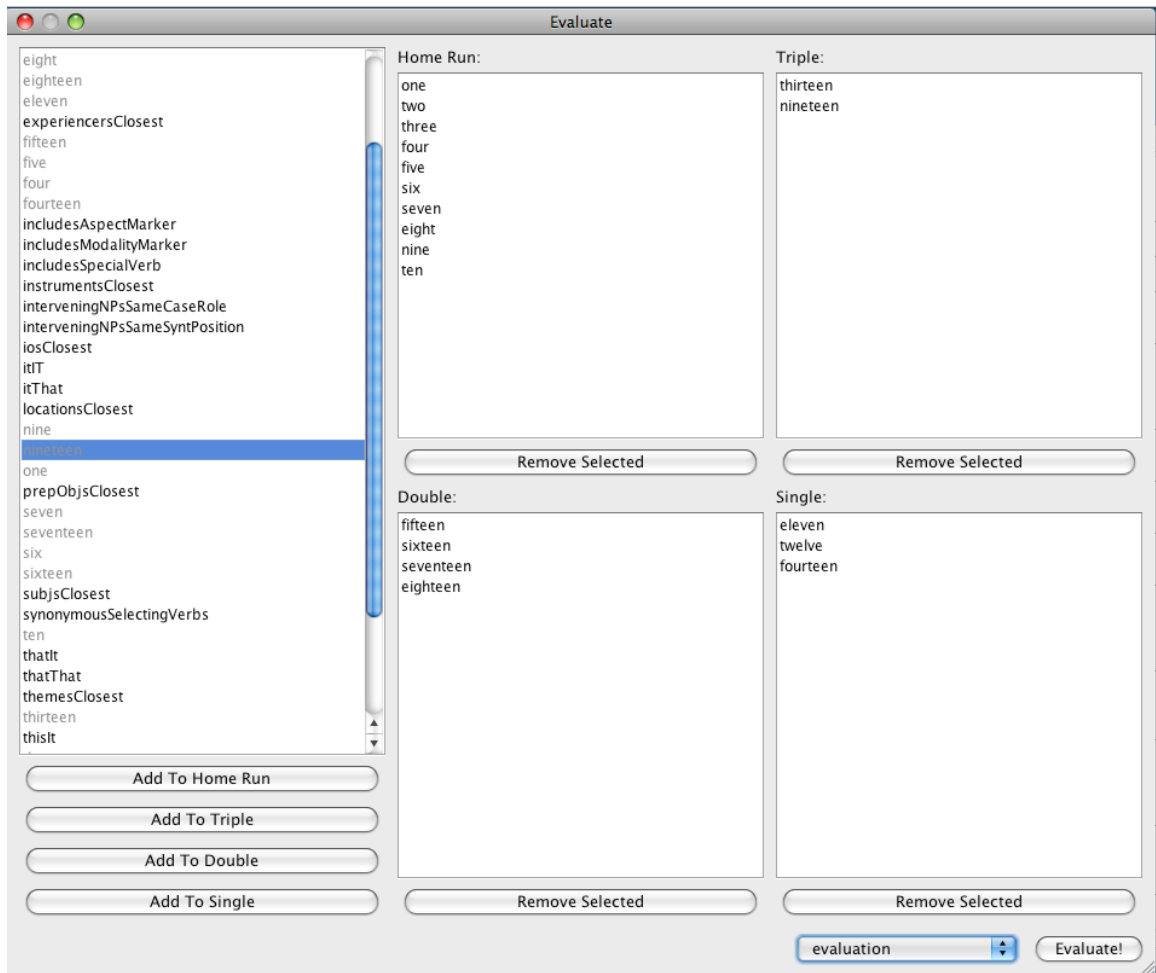 Evaluate
eight
eighteen
eleven
experiencersClosest
fifteen
five
four
fourteen
includesAspectMarker
includesModalityMarker
includesSpecialVerb
instrumentsClosest
interveningNPsSameCaseRole
interveningNPsSameSyntPosition
iosClosest
itIT
itThat
locationsClosest
nine
nineteen
one
prepObjsClosest
seven
seventeen
six
sixteen
subjsClosest
synonymousSelectingVerbs
ten
thatIt
thatThat
themesClosest
thirteen
thisIt
Add To Home Run
Add To Triple
Add To Double
Add To Single
Home Run:
one
two
three
four
five
six
seven
eight
nine
ten
Remove Selected
Triple:
thirteen
nineteen
Remove Selected
Double:
fifteen
sixteen
seventeen
eighteen
Remove Selected
Single:
eleven
twelve
fourteen
Remove Selected
evaluation
Evaluate!